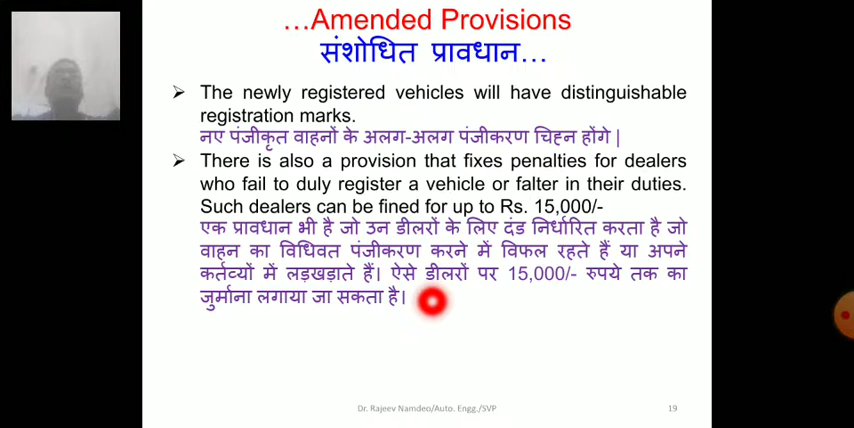 ...Amended Provisions
संशोधित प्रावधान...
➤ The newly registered vehicles will have distinguishable
registration marks.
नए पंजीकृत वाहनों के अलग-अलग पंजीकरण चिह्न होंगे |
➤ There is also a provision that fixes penalties for dealers
who fail to duly register a vehicle or falter in their duties.
Such dealers can be fined for up to Rs. 15,000/-
एक प्रावधान भी है जो उन डीलरों के लिए दंड निर्धारित करता है जो
वाहन का विधिवत पंजीकरण करने में विफल रहते हैं या अपने
कर्तव्यों में लड़खड़ाते हैं। ऐसे डीलरों पर 15,000/- रुपये तक का
जुर्माना लगाया जा सकता है।
Dr. Rajeev Namdeo/Auto. Engg./SVP
19